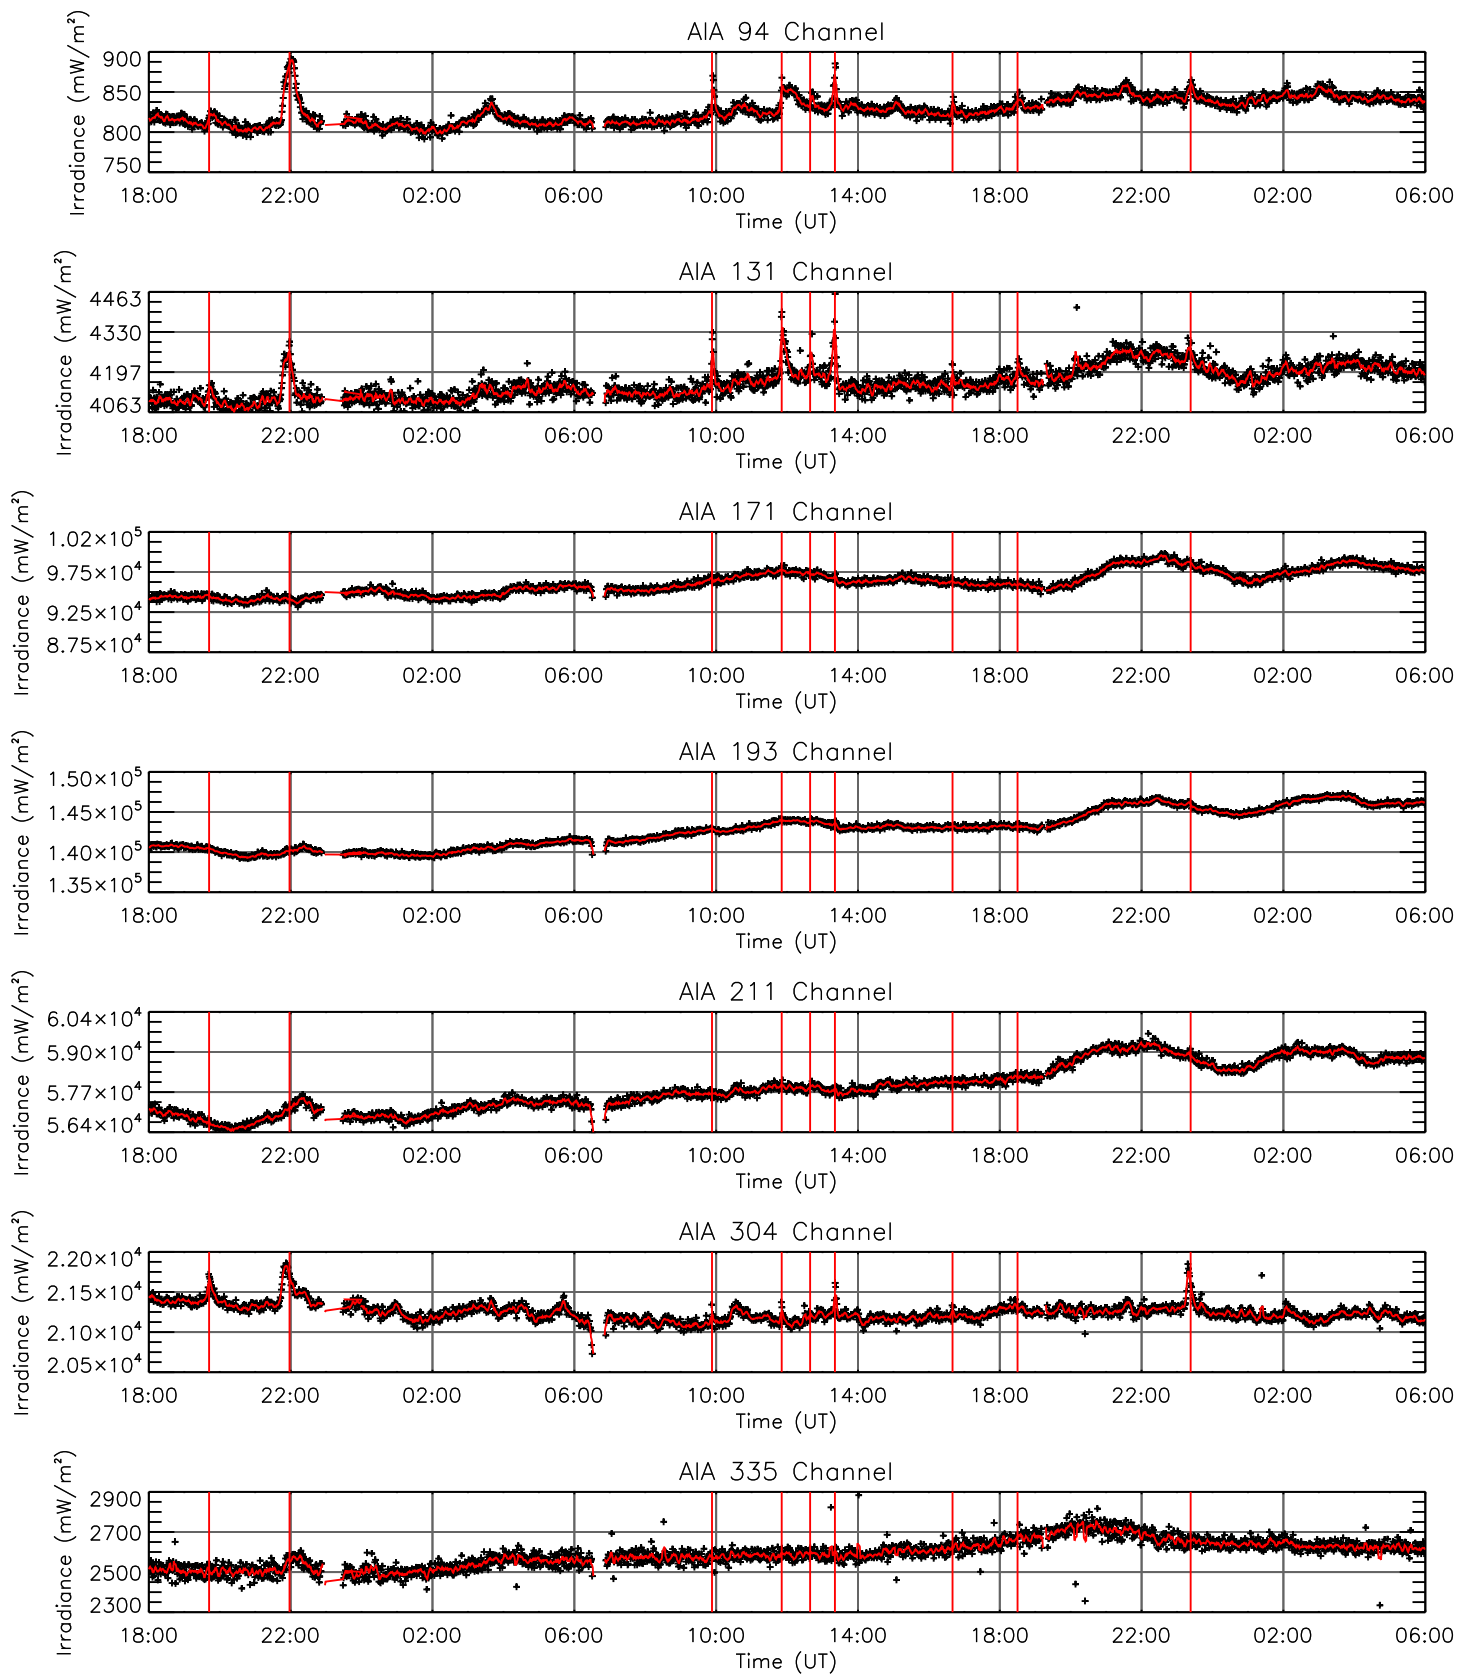 AIA 94 Channel
Irradiance (mW/m²)
900
850
800
750
18:00 22:00 02:00 06:00 10:00 14:00 18:00 22:00 02:00 06:00
Time (UT)
AIA 131 Channel
Irradiance (mW/m²)
4463
4330
4197
4063
18:00 22:00 02:00 06:00 10:00 14:00 18:00 22:00 02:00 06:00
Time (UT)
AIA 171 Channel
Irradiance (mW/m²)
1.02×10⁵
9.75×10⁴
9.25×10⁴
8.75×10⁴
18:00 22:00 02:00 06:00 10:00 14:00 18:00 22:00 02:00 06:00
Time (UT)
AIA 193 Channel
Irradiance (mW/m²)
1.50×10⁵
1.45×10⁵
1.40×10⁵
1.35×10⁵
18:00 22:00 02:00 06:00 10:00 14:00 18:00 22:00 02:00 06:00
Time (UT)
AIA 211 Channel
Irradiance (mW/m²)
6.04×10⁴
5.90×10⁴
5.77×10⁴
5.64×10⁴
18:00 22:00 02:00 06:00 10:00 14:00 18:00 22:00 02:00 06:00
Time (UT)
AIA 304 Channel
Irradiance (mW/m²)
2.20×10⁴
2.15×10⁴
2.10×10⁴
2.05×10⁴
18:00 22:00 02:00 06:00 10:00 14:00 18:00 22:00 02:00 06:00
Time (UT)
AIA 335 Channel
Irradiance (mW/m²)
2900
2700
2500
2300
18:00 22:00 02:00 06:00 10:00 14:00 18:00 22:00 02:00 06:00
Time (UT)